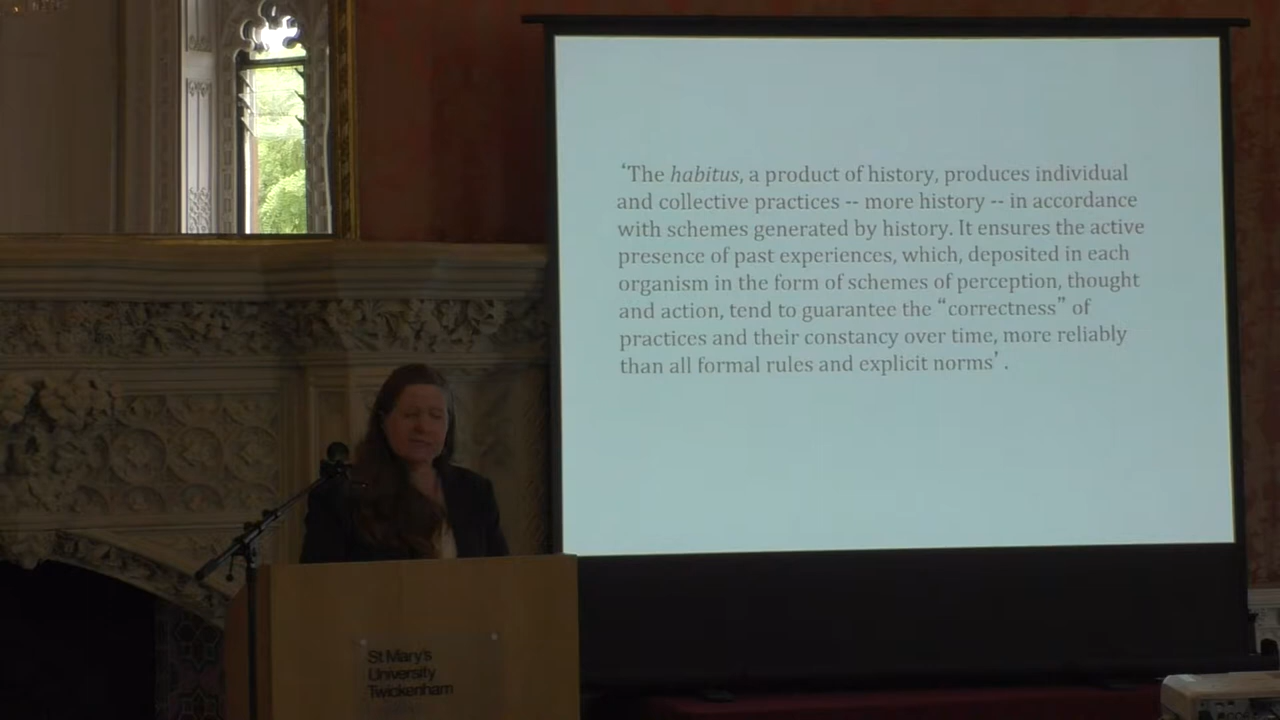 ‘The habitus, a product of history, produces individual
and collective practices -- more history -- in accordance
with schemes generated by history. It ensures the active
presence of past experiences, which, deposited in each
organism in the form of schemes of perception, thought
and action, tend to guarantee the “correctness” of
practices and their constancy over time, more reliably
than all formal rules and explicit norms’ .
St Mary's
University
Twickenham